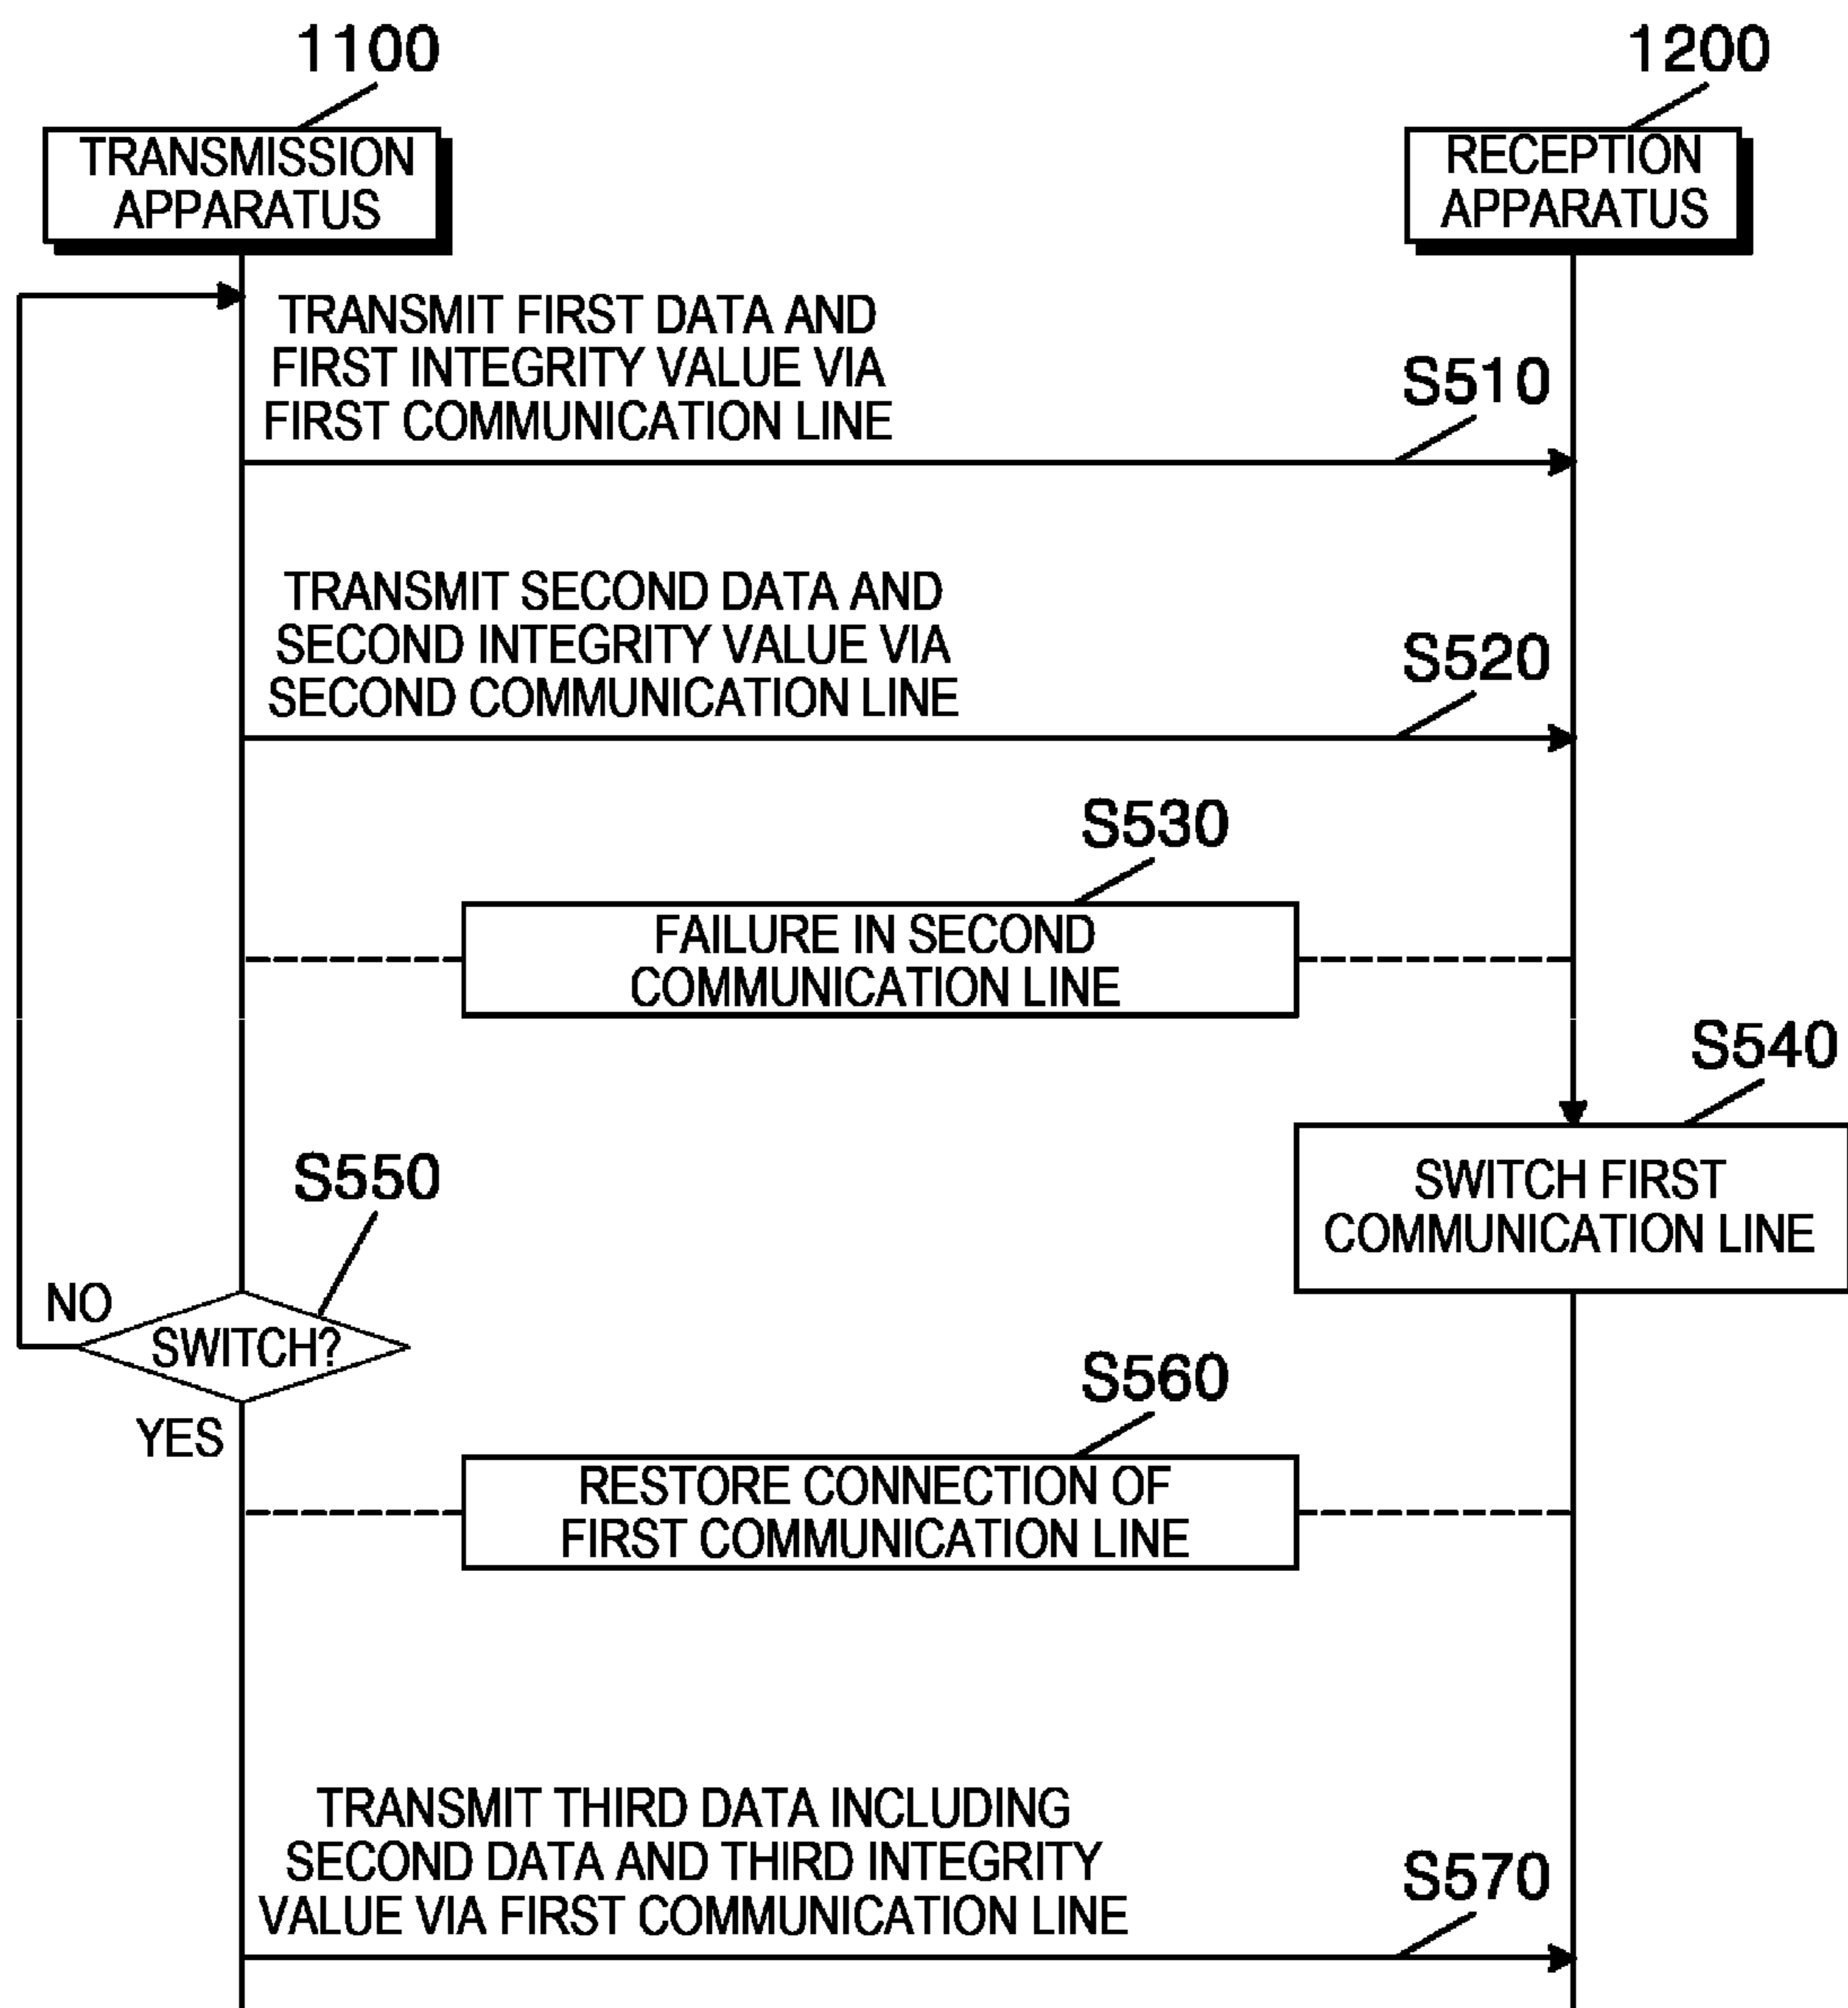 1100
1200
TRANSMISSION
APPARATUS
RECEPTION
APPARATUS
TRANSMIT FIRST DATA AND
FIRST INTEGRITY VALUE VIA
FIRST COMMUNICATION LINE
S510
TRANSMIT SECOND DATA AND
SECOND INTEGRITY VALUE VIA
SECOND COMMUNICATION LINE
S520
S530
FAILURE IN SECOND
COMMUNICATION LINE
S540
SWITCH FIRST
COMMUNICATION LINE
S550
NO
SWITCH?
YES
S560
RESTORE CONNECTION OF
FIRST COMMUNICATION LINE
TRANSMIT THIRD DATA INCLUDING
SECOND DATA AND THIRD INTEGRITY
VALUE VIA FIRST COMMUNICATION LINE
S570